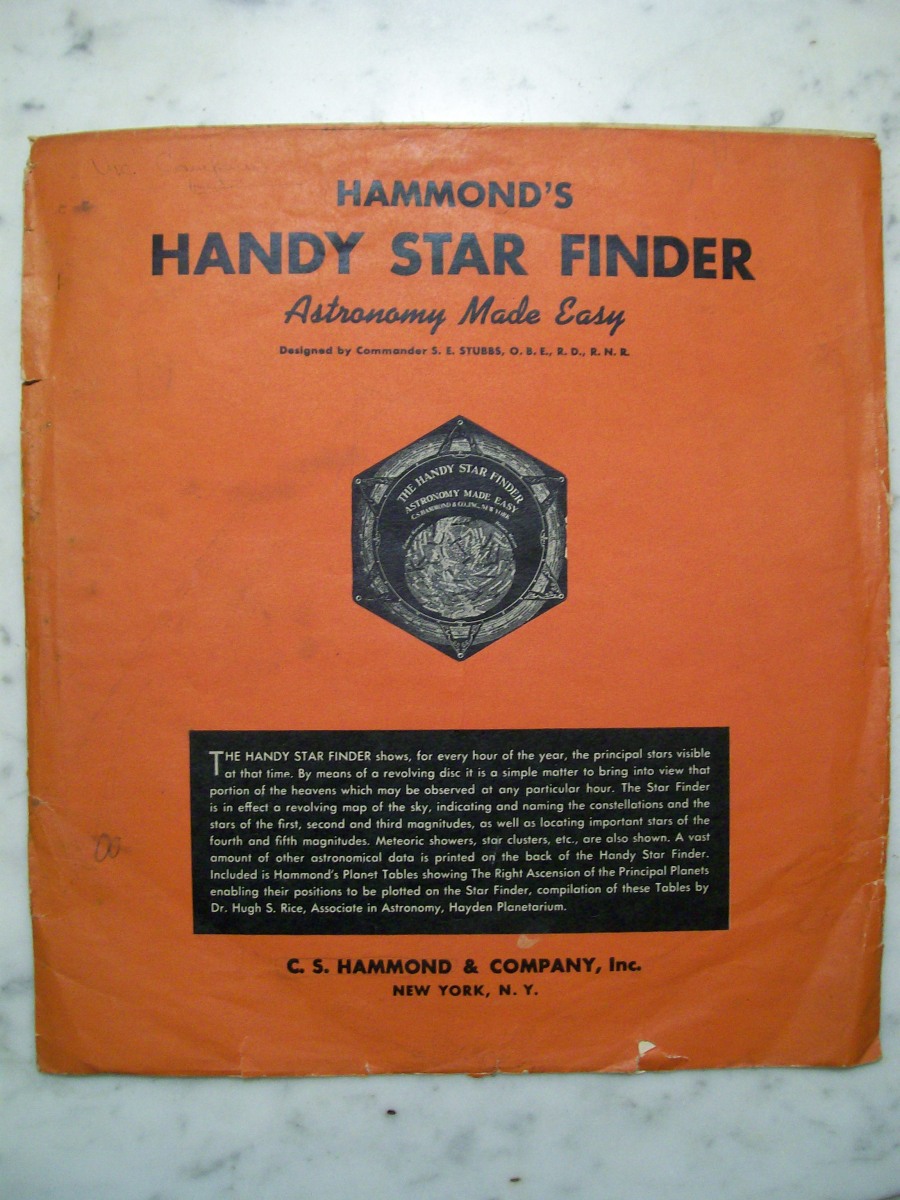 HAMMOND'S
HANDY STAR FINDER
Astronomy Made Easy
Designed by Commander S. E. STUBBS, O. B. E., R. D., R. N. R.
THE HANDY STAR FINDER
ASTRONOMY MADE EASY
C.S. HAMMOND & CO., INC., NEW YORK
THE HANDY STAR FINDER shows, for every hour of the year, the principal stars visible
at that time. By means of a revolving disc it is a simple matter to bring into view that
portion of the heavens which may be observed at any particular hour. The Star Finder
is in effect a revolving map of the sky, indicating and naming the constellations and the
stars of the first, second and third magnitudes, as well as locating important stars of the
fourth and fifth magnitudes. Meteoric showers, star clusters, etc., are also shown. A vast
amount of other astronomical data is printed on the back of the Handy Star Finder.
Included is Hammond's Planet Tables showing The Right Ascension of the Principal Planets
enabling their positions to be plotted on the Star Finder, compilation of these Tables by
Dr. Hugh S. Rice, Associate in Astronomy, Hayden Planetarium.
C. S. HAMMOND & COMPANY, Inc.
NEW YORK, N. Y.